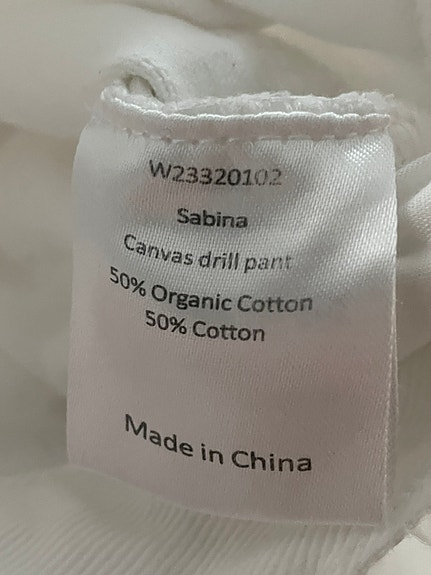 W23320102
Sabina
Canvas drill pant
50% Organic Cotton
50% Cotton
Made in China